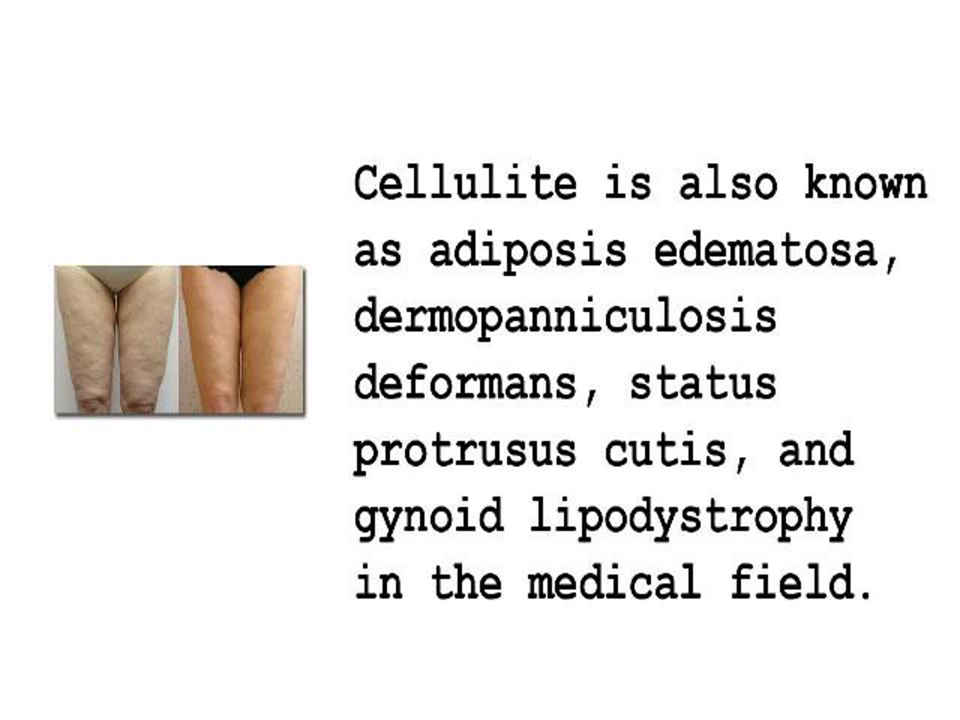 Cellulite is also known
as adiposis edematosa,
dermopanniculosis
deformans, status
protrusus cutis, and
gynoid lipodystrophy
in the medical field.